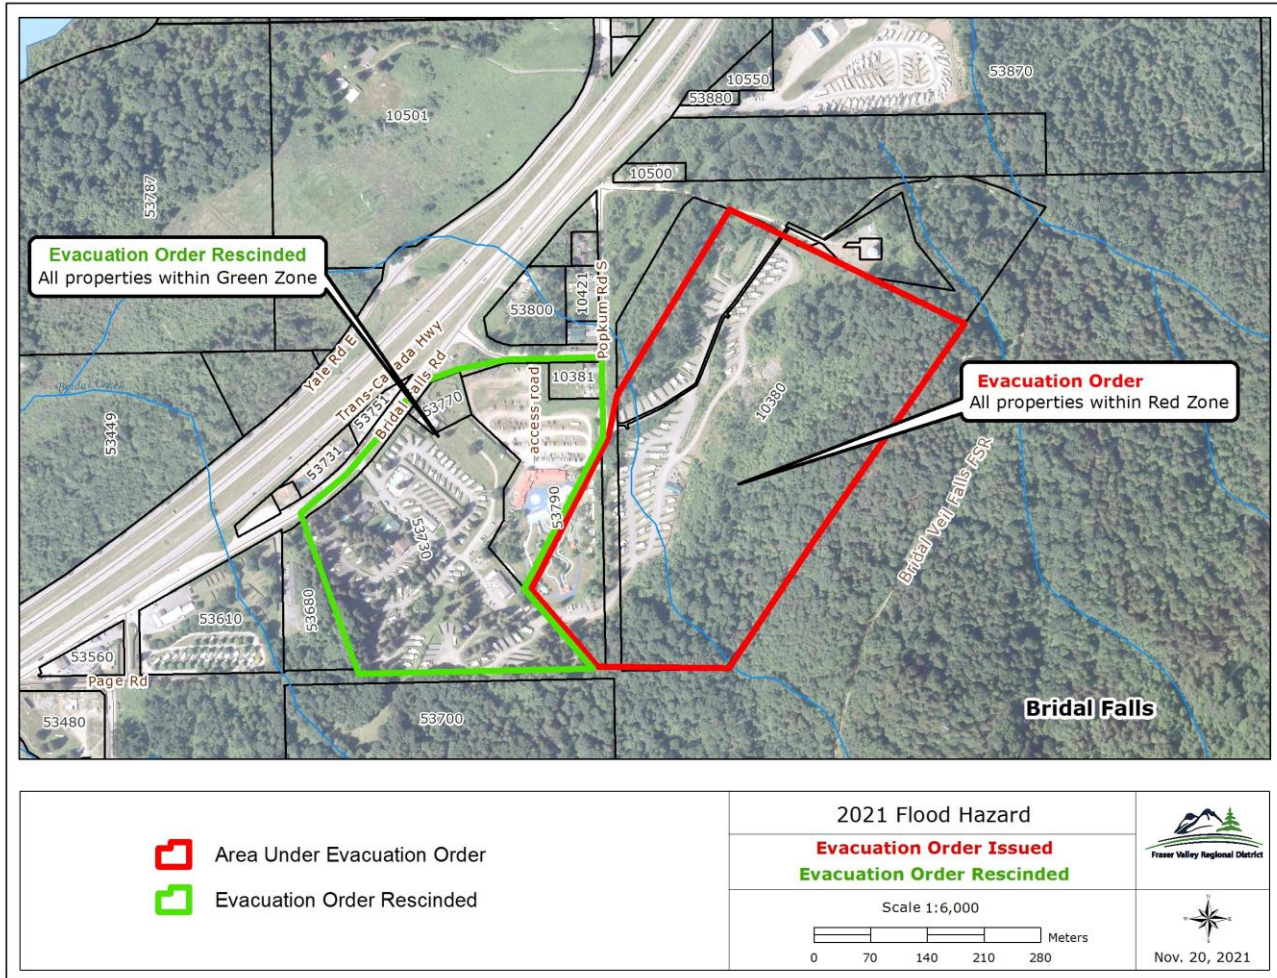 53870
10550
53880
10501
10500
53787
Evacuation Order Rescinded
All properties within Green Zone
10421
53800
Popkum Rd S
Yale Rd E
Trans-Canada Hwy
Bridal Falls Rd
Bridal Creek
53751
53770
10381
access-road
10380
Evacuation Order
All properties within Red Zone
53449
53731
53790
53730
Bridal Veil Falls FSR
53680
53610
53560
Page Rd
53480
53700
Bridal Falls
Area Under Evacuation Order
Evacuation Order Rescinded
2021 Flood Hazard
Evacuation Order Issued
Evacuation Order Rescinded
Scale 1:6,000
Meters
0 70 140 210 280
Fraser Valley Regional District
Nov. 20, 2021